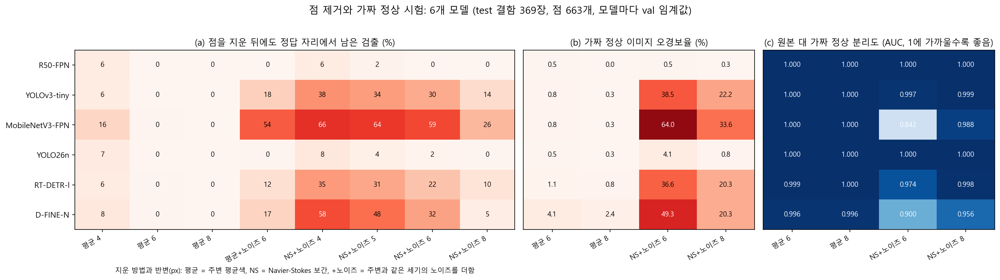 점 제거와 가짜 정상 시험: 6개 모델 (test 결함 369장, 점 663개, 모델마다 val 임계값)
(a) 점을 지운 뒤에도 정답 자리에서 남은 검출 (%)
(b) 가짜 정상 이미지 오경보율 (%)
(c) 원본 대 가짜 정상 분리도 (AUC, 1에 가까울수록 좋음)
R50-FPN 6 0 0 0 6 2 0 0 0.5 0.0 0.5 0.3 1.000 1.000 1.000 1.000
YOLOv3-tiny 6 0 0 18 38 34 30 14 0.8 0.3 38.5 22.2 1.000 1.000 0.997 0.999
MobileNetV3-FPN 16 0 0 54 66 64 59 26 0.8 0.3 64.0 33.6 1.000 1.000 0.842 0.988
YOLO26n 7 0 0 0 8 4 2 0 0.5 0.3 4.1 0.8 1.000 1.000 1.000 1.000
RT-DETR-l 6 0 0 12 35 31 22 10 1.1 0.8 36.6 20.3 0.999 1.000 0.974 0.998
D-FINE-N 8 0 0 17 58 48 32 5 4.1 2.4 49.3 20.3 0.996 0.996 0.900 0.956
평균 4 평균 6 평균 8 평균+노이즈 6 NS+노이즈 4 NS+노이즈 5 NS+노이즈 6 NS+노이즈 8 평균 6 평균 8 NS+노이즈 6 NS+노이즈 8 평균 6 평균 8 NS+노이즈 6 NS+노이즈 8
지운 방법과 반변(px): 평균 = 주변 평균색, NS = Navier-Stokes 보간, +노이즈 = 주변과 같은 세기의 노이즈를 더함